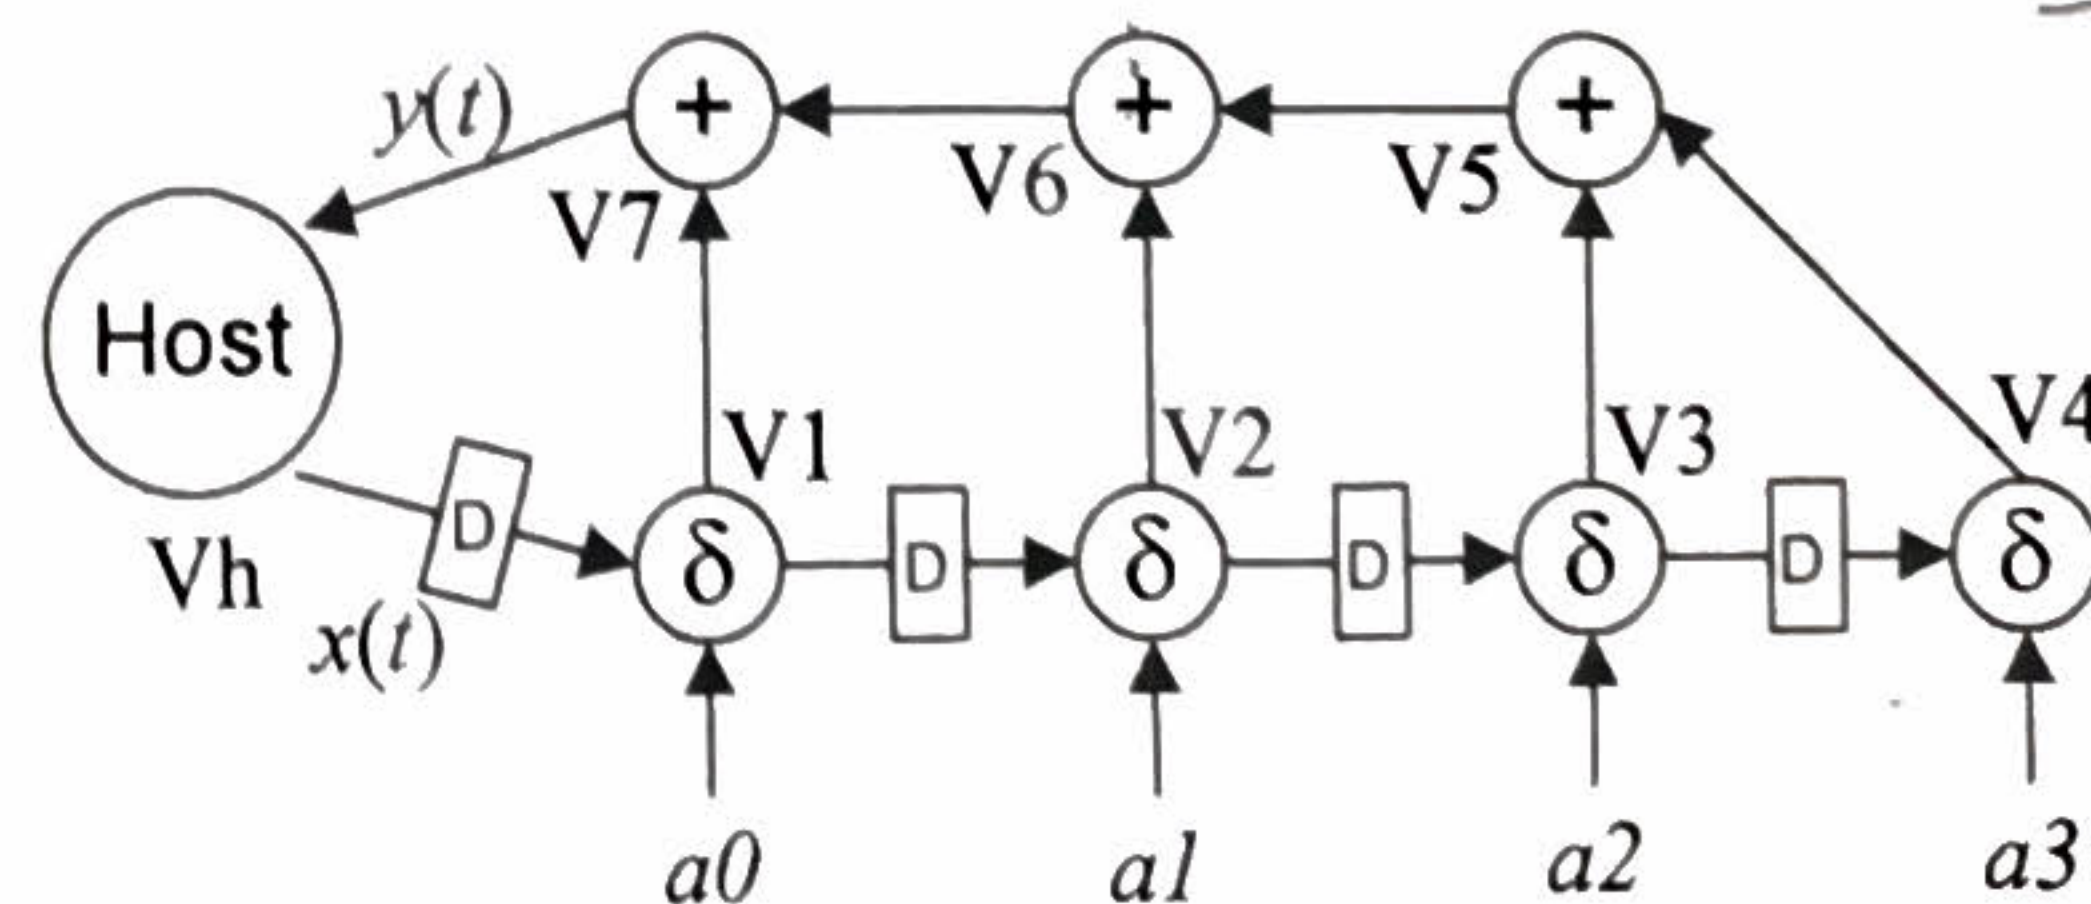 y(t)
+
+
+
V7
V6
V5
Host
Vh
x(t)
D
V1
δ
D
V2
δ
D
V3
δ
D
V4
δ
a0
a1
a2
a3